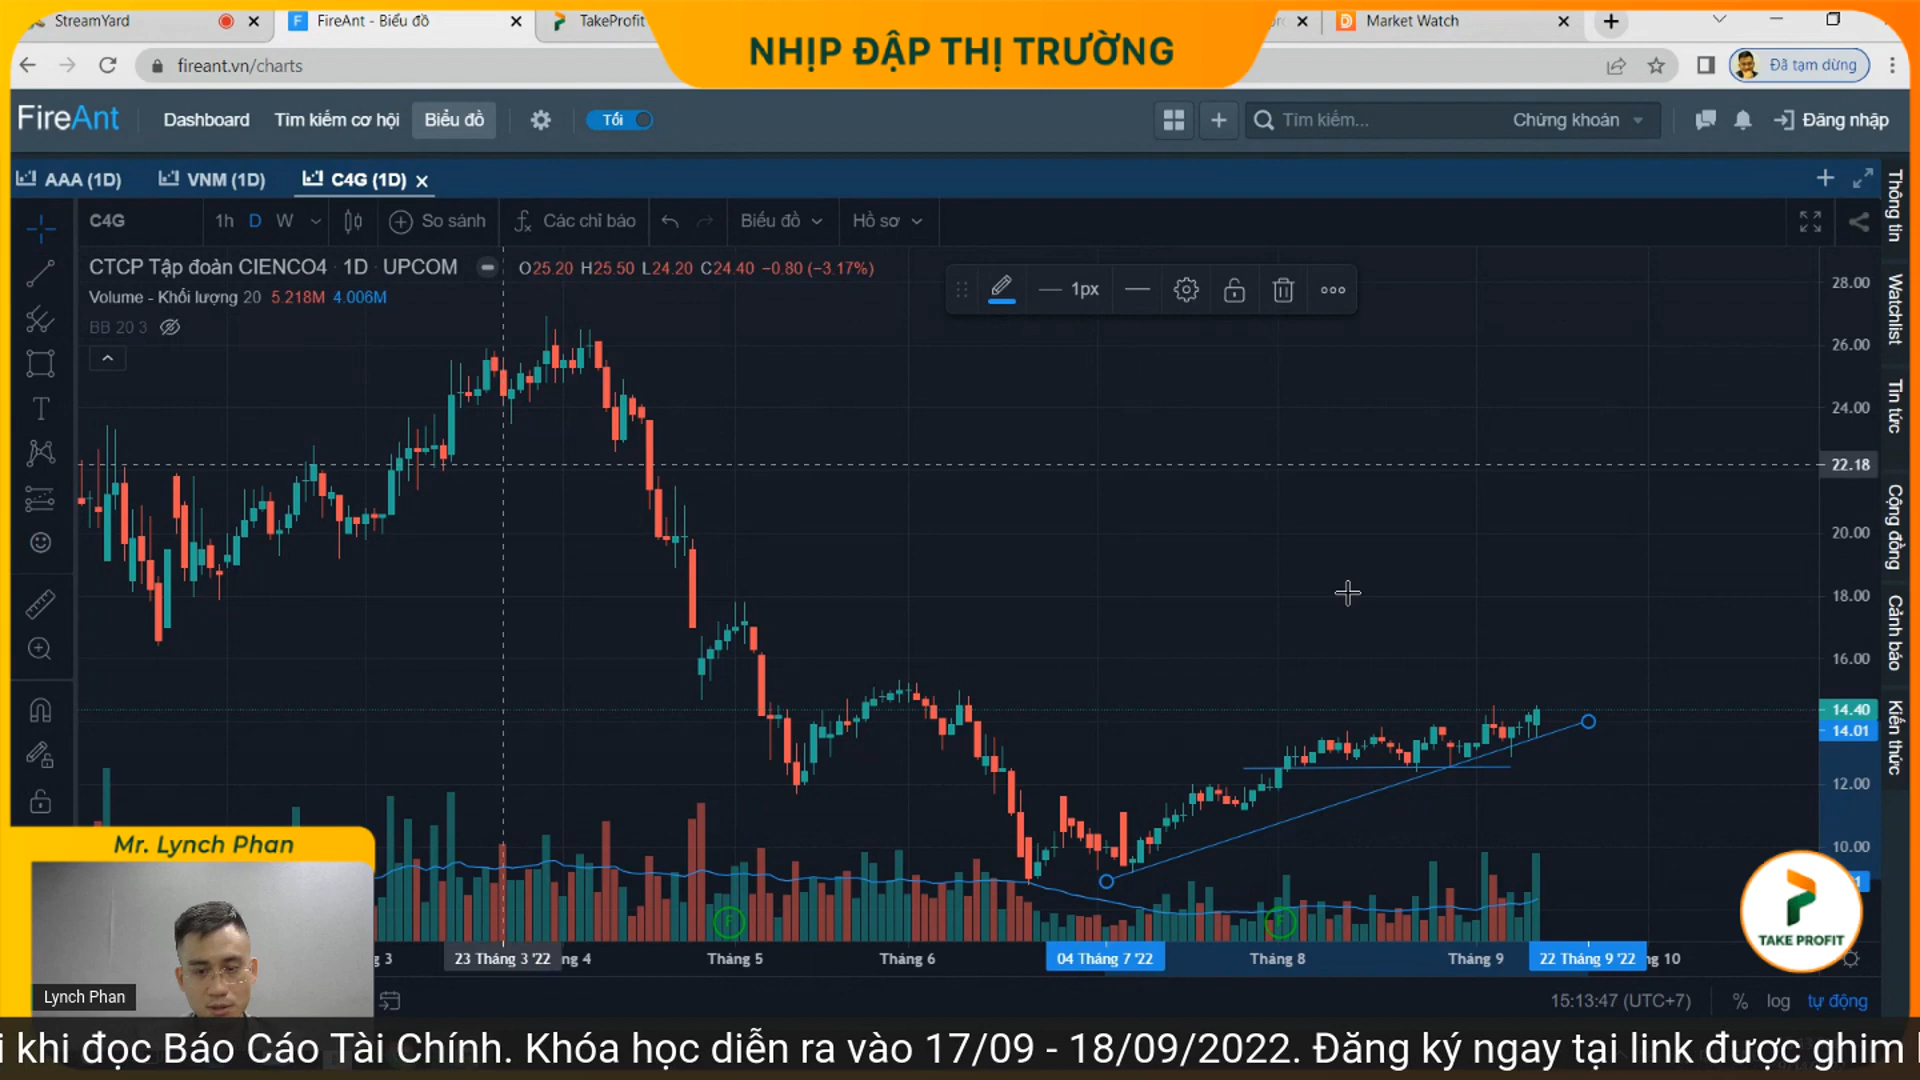 StreamYard
FireAnt - Biểu đồ
TakeProfit
NHỊP ĐẬP THỊ TRƯỜNG
Market Watch
fireant.vn/charts
Đã tạm dừng
FireAnt
Dashboard
Tìm kiếm cơ hội
Biểu đồ
Tối
Tìm kiếm...
Chứng khoán
Đăng nhập
AAA (1D)
VNM (1D)
C4G (1D)
C4G
1h D W
So sánh
Các chỉ báo
Biểu đồ
Hồ sơ
CTCP Tập đoàn CIENCO4 · 1D · UPCOM
O25.20 H25.50 L24.20 C24.40 −0.80 (−3.17%)
Volume - Khối lượng 20 5.218M 4.006M
BB 20 3
1px
28.00
26.00
24.00
22.18
20.00
18.00
16.00
14.40
14.01
12.00
10.00
Thông tin
Watchlist
Tin tức
Cộng đồng
Cảnh báo
Kiến thức
Mr. Lynch Phan
Lynch Phan
F
F
TAKE PROFIT
g 3
23 Tháng 3 '22
ng 4
Tháng 5
Tháng 6
04 Tháng 7 '22
Tháng 8
Tháng 9
22 Tháng 9 '22
ng 10
15:13:47 (UTC+7)
%
log
tự động
i khi đọc Báo Cáo Tài Chính. Khóa học diễn ra vào 17/09 - 18/09/2022. Đăng ký ngay tại link được ghim